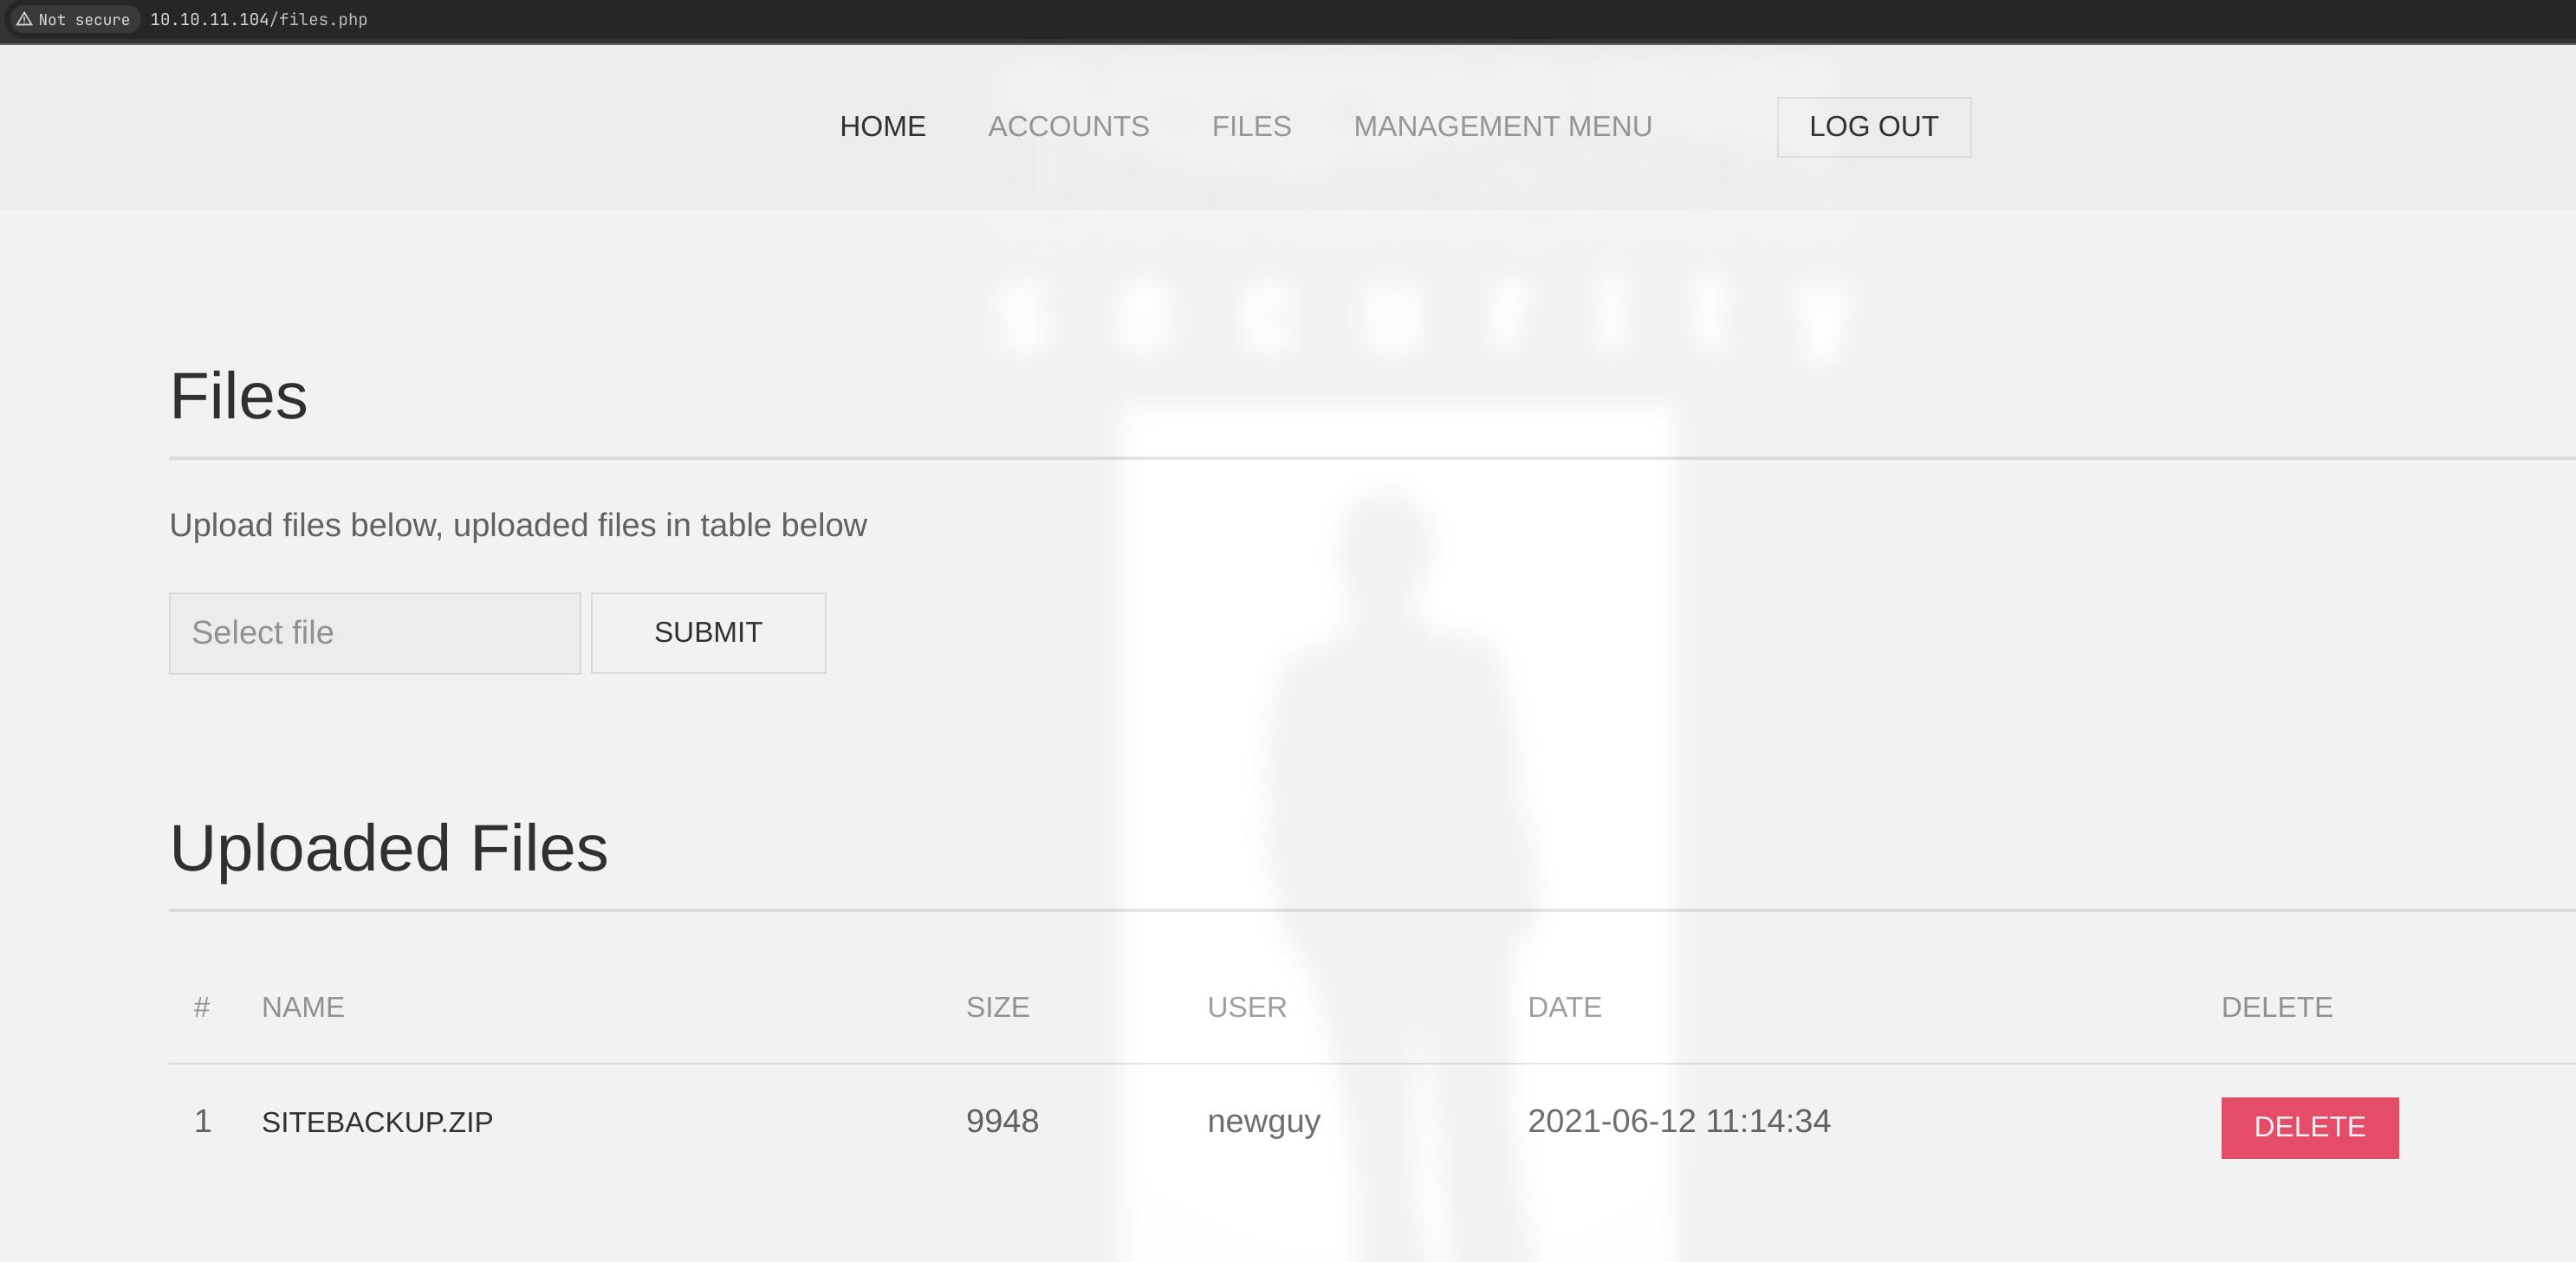 Not secure 10.10.11.104/files.php
HOME ACCOUNTS FILES MANAGEMENT MENU LOG OUT
security
Files
Upload files below, uploaded files in table below
Select file SUBMIT
Uploaded Files
# NAME SIZE USER DATE DELETE
1 SITEBACKUP.ZIP 9948 newguy 2021-06-12 11:14:34 DELETE